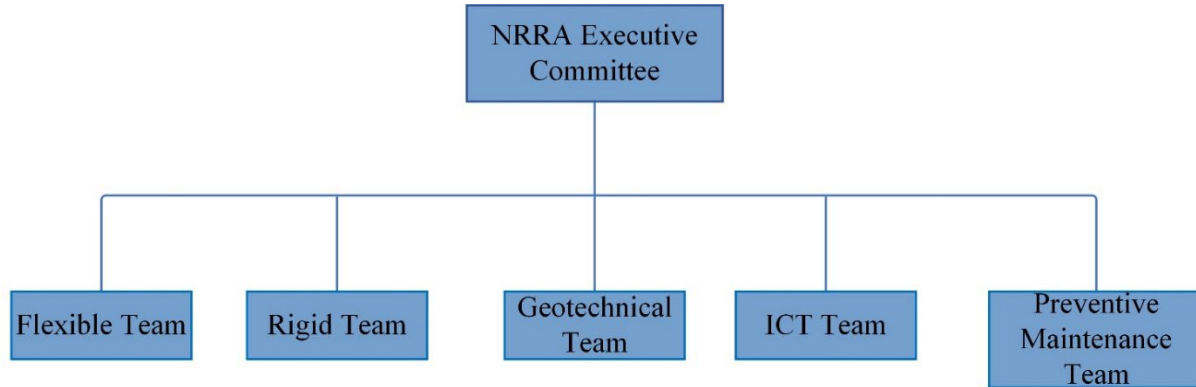 NRRA Executive
Committee
Flexible Team
Rigid Team
Geotechnical
Team
ICT Team
Preventive
Maintenance
Team